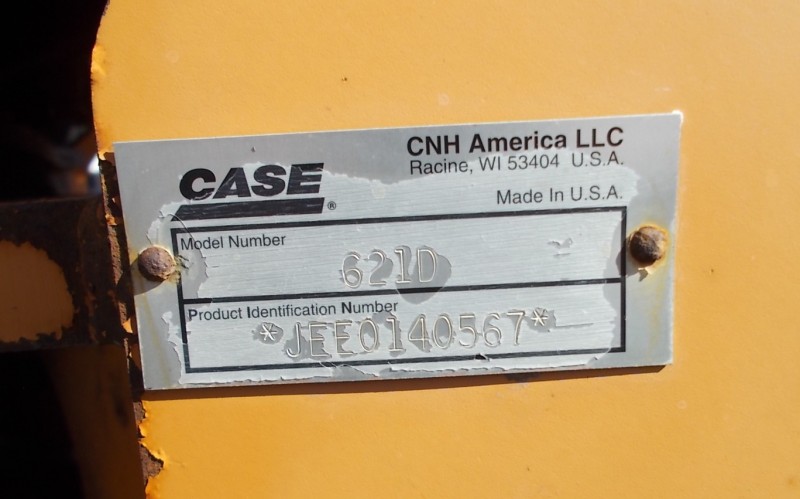 CNH America LLC
Racine, WI 53404 U.S.A.
CASE®
Made In U.S.A.
Model Number
621D
Product Identification Number
*JEE0140567*